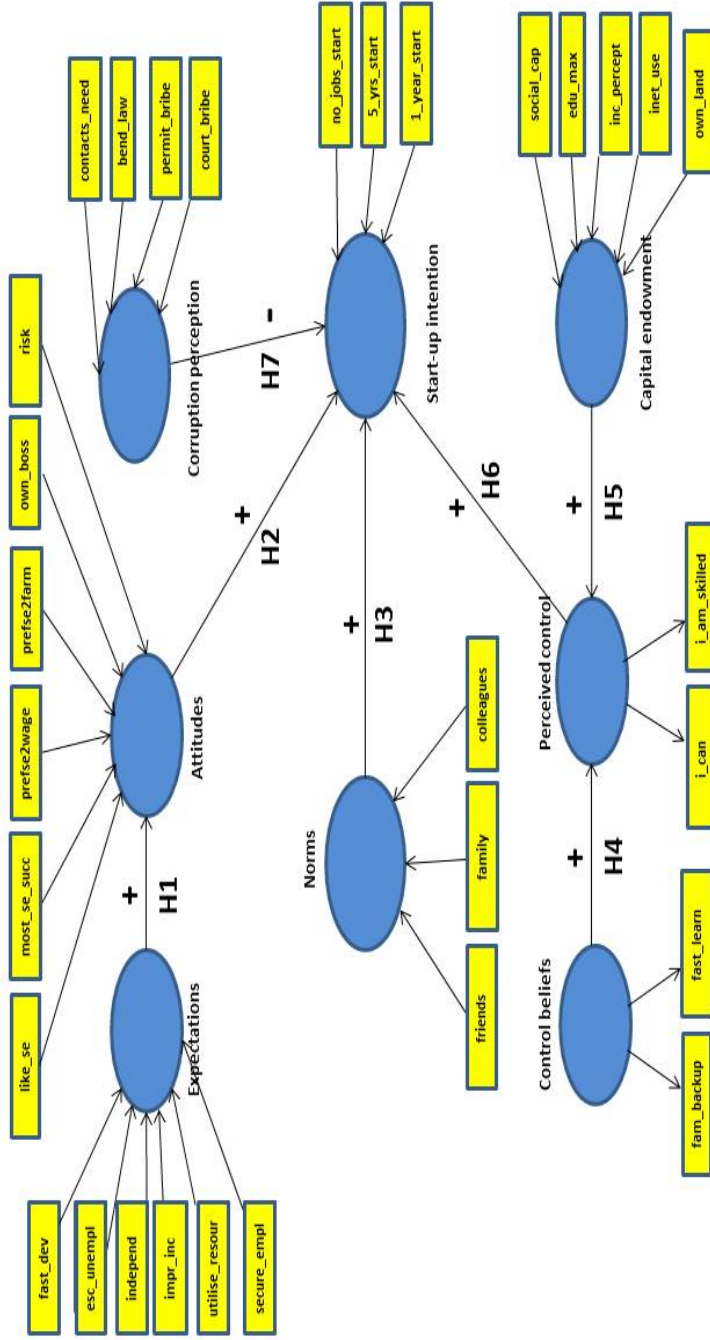 like_se
most_se_succ
prefse2wage
prefse2farm
own_boss
risk
fast_dev
esc_unempl
independ
impr_inc
utilise_resour
secure_empl
Expectations
+
H1
Attitudes
contacts_need
bend_law
permit_bribe
court_bribe
Corruption perception
+
H2
H7
-
no_jobs_start
5_yrs_start
1_year_start
Start-up intention
Norms
+
H3
friends
family
colleagues
+
H6
Control beliefs
+
H4
Perceived control
+
H5
Capital endowment
social_cap
edu_max
inc_percept
inet_use
own_land
fam_backup
fast_learn
i_can
i_am_skilled